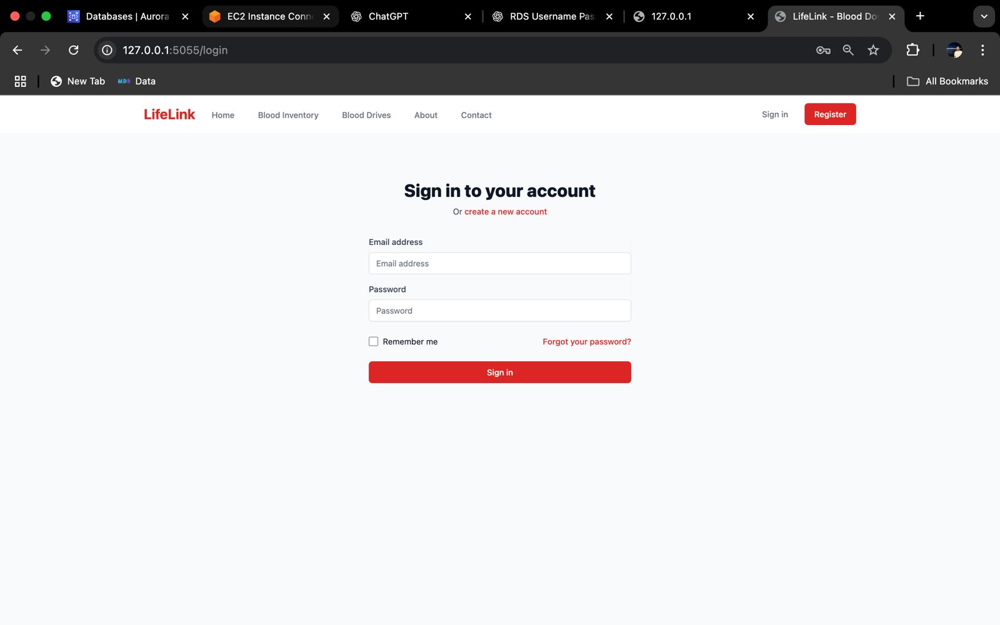 Databases | Aurora
EC2 Instance Conn
ChatGPT
RDS Username Pas
127.0.0.1
LifeLink - Blood Do
127.0.0.1:5055/login
New Tab
MDB Data
All Bookmarks
LifeLink Home Blood Inventory Blood Drives About Contact Sign in Register
Sign in to your account
Or create a new account
Email address
Email address
Password
Password
Remember me Forgot your password?
Sign in